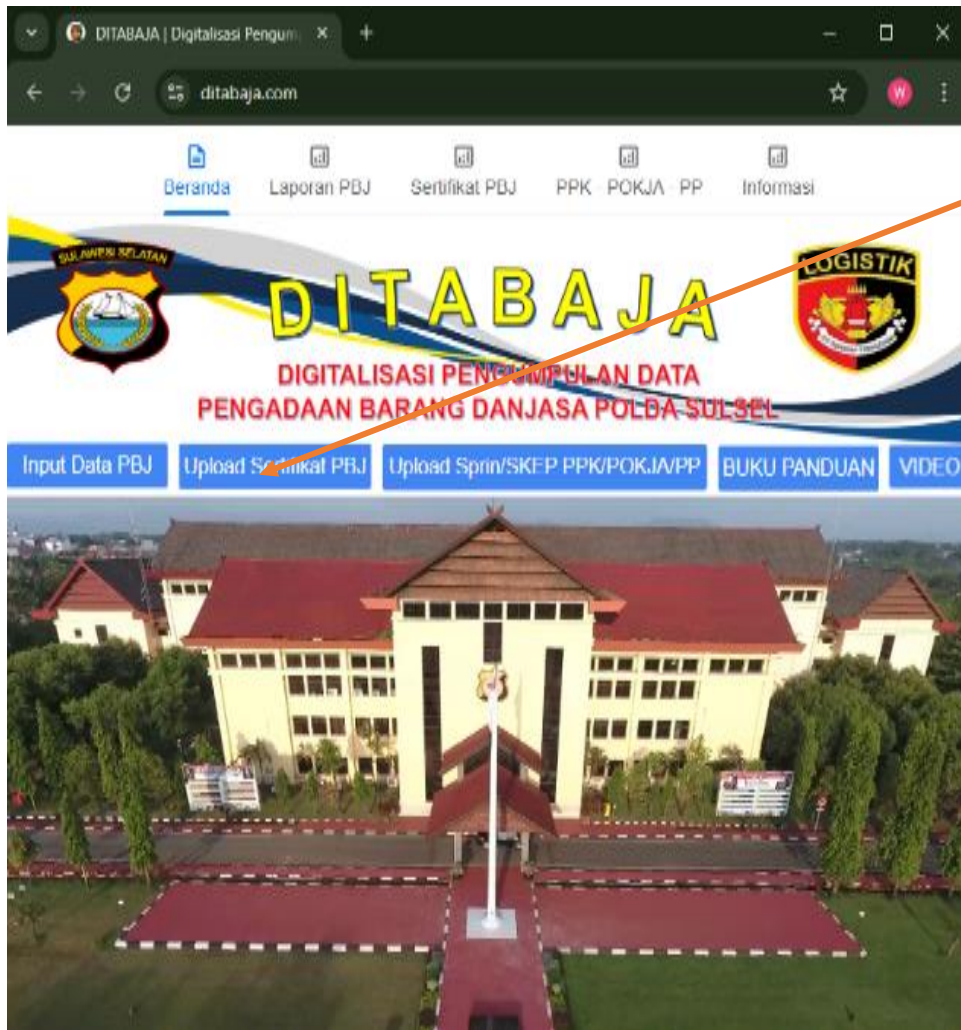 DITABAJA | Digitalisasi Pengum
ditabaja.com
Beranda
Laporan PBJ
Sertifikat PBJ
PPK - POKJA - PP
Informasi
SULAWESI SELATAN
LOGISTIK
DITABAJA
DIGITALISASI PENGUMPULAN DATA
PENGADAAN BARANG DANJASA POLDA SULSEL
Input Data PBJ
Upload Sertifikat PBJ
Upload Sprin/SKEP PPK/POKJA/PP
BUKU PANDUAN
VIDEO
W